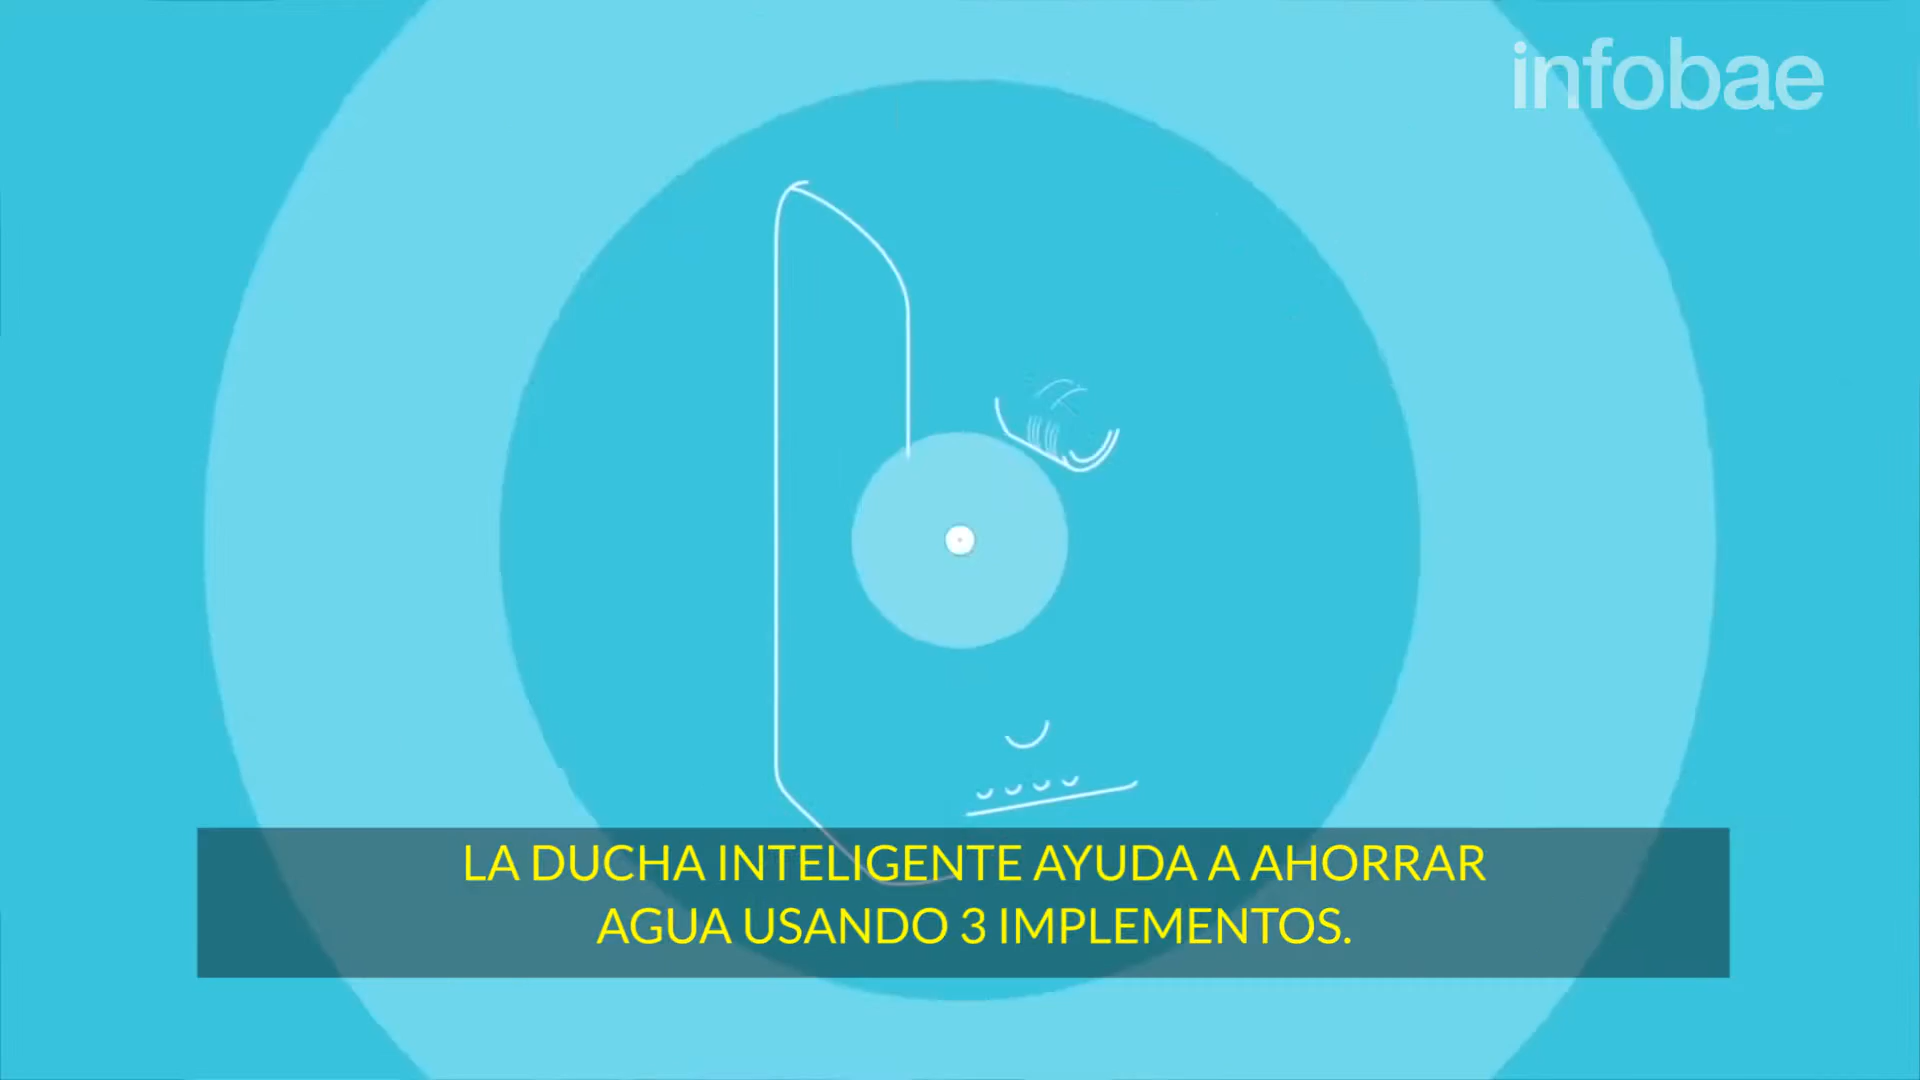 infobae
LA DUCHA INTELIGENTE AYUDA A AHORRAR
AGUA USANDO 3 IMPLEMENTOS.